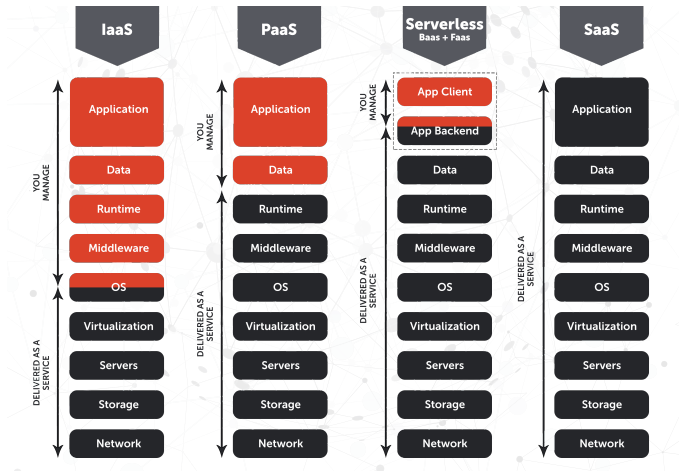 IaaS
PaaS
Serverless
Baas + Faas
SaaS
YOU
MANAGE
DELIVERED AS A
SERVICE
Application
Data
Runtime
Middleware
OS
Virtualization
Servers
Storage
Network
YOU
MANAGE
DELIVERED AS A
SERVICE
Application
Data
Runtime
Middleware
OS
Virtualization
Servers
Storage
Network
YOU
MANAGE
DELIVERED AS A
SERVICE
App Client
App Backend
Data
Runtime
Middleware
OS
Virtualization
Servers
Storage
Network
DELIVERED AS A
SERVICE
Application
Data
Runtime
Middleware
OS
Virtualization
Servers
Storage
Network